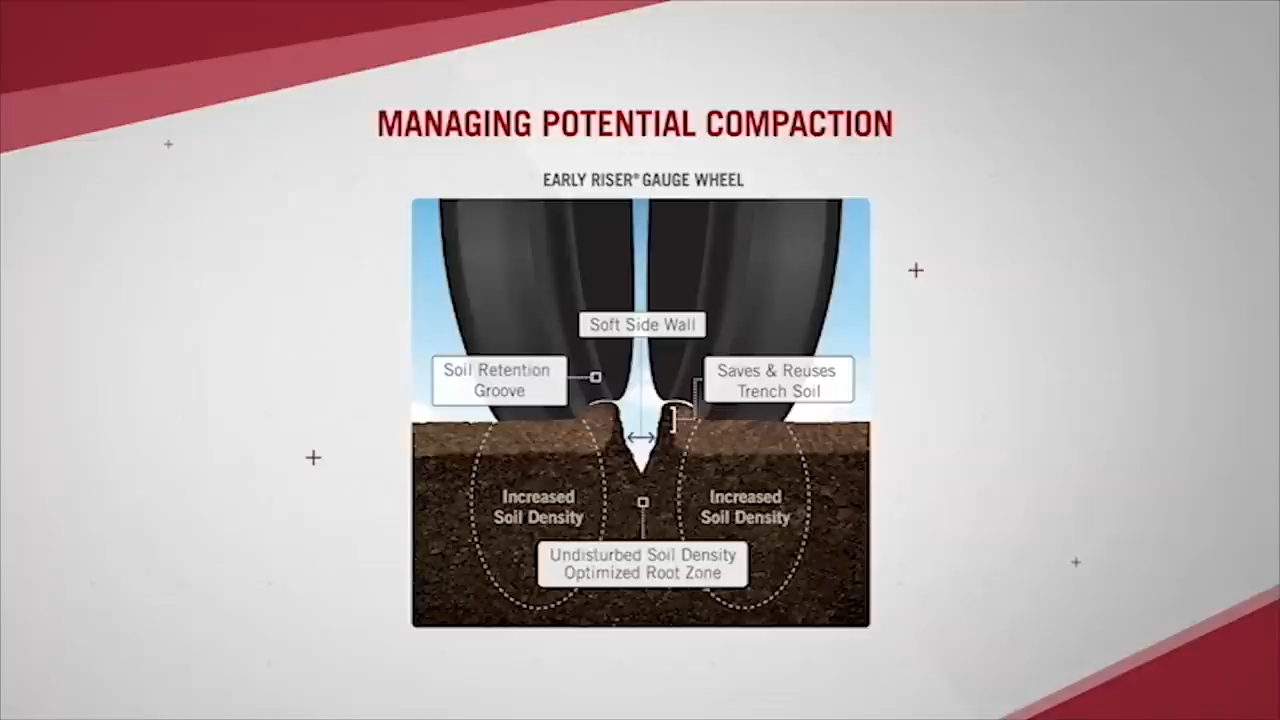 MANAGING POTENTIAL COMPACTION
EARLY RISER® GAUGE WHEEL
Soft Side Wall
Soil Retention
Groove
Saves & Reuses
Trench Soil
Increased
Soil Density
Increased
Soil Density
Undisturbed Soil Density
Optimized Root Zone